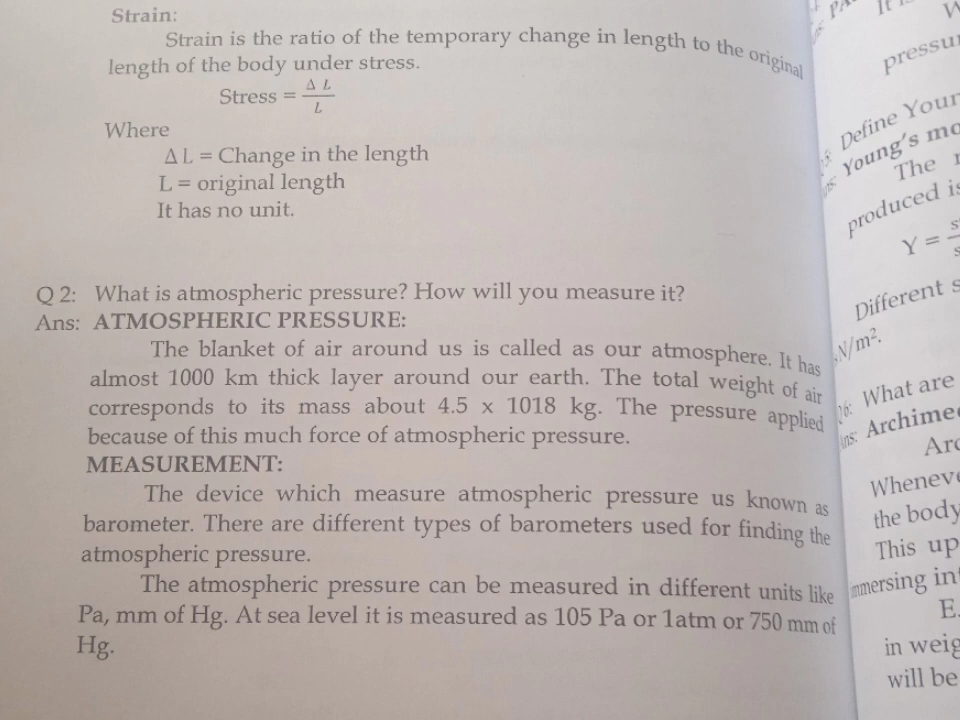 Strain:
Strain is the ratio of the temporary change in length to the original
length of the body under stress.
Stress = Δ L / L
Where
Δ L = Change in the length
L = original length
It has no unit.
Q 2: What is atmospheric pressure? How will you measure it?
Ans: ATMOSPHERIC PRESSURE:
The blanket of air around us is called as our atmosphere. It has
almost 1000 km thick layer around our earth. The total weight of air
corresponds to its mass about 4.5 x 1018 kg. The pressure applied
because of this much force of atmospheric pressure.
MEASUREMENT:
The device which measure atmospheric pressure us known as
barometer. There are different types of barometers used for finding the
atmospheric pressure.
The atmospheric pressure can be measured in different units like
Pa, mm of Hg. At sea level it is measured as 105 Pa or 1atm or 750 mm of
Hg.
pressur
Define Your
Young's mo
The
produced is
Y =
Different s
N/m².
What are
Archime
Arc
Wheneve
the body
This up
mmersing int
E.
in weig
will be